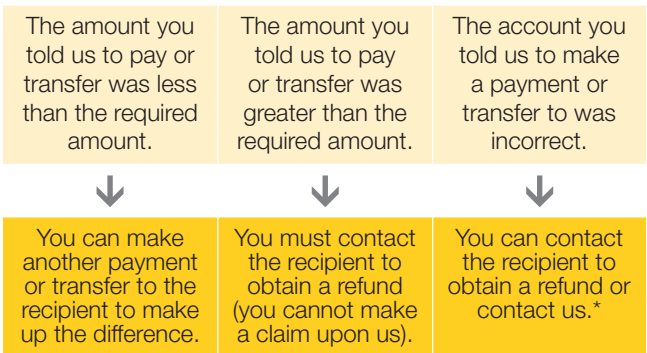 The amount you
told us to pay or
transfer was less
than the required
amount.
The amount you
told us to pay
or transfer was
greater than the
required amount.
The account you
told us to make
a payment or
transfer to was
incorrect.
You can make
another payment
or transfer to the
recipient to make
up the difference.
You must contact
the recipient to
obtain a refund
(you cannot make
a claim upon us).
You can contact
the recipient to
obtain a refund or
contact us.*